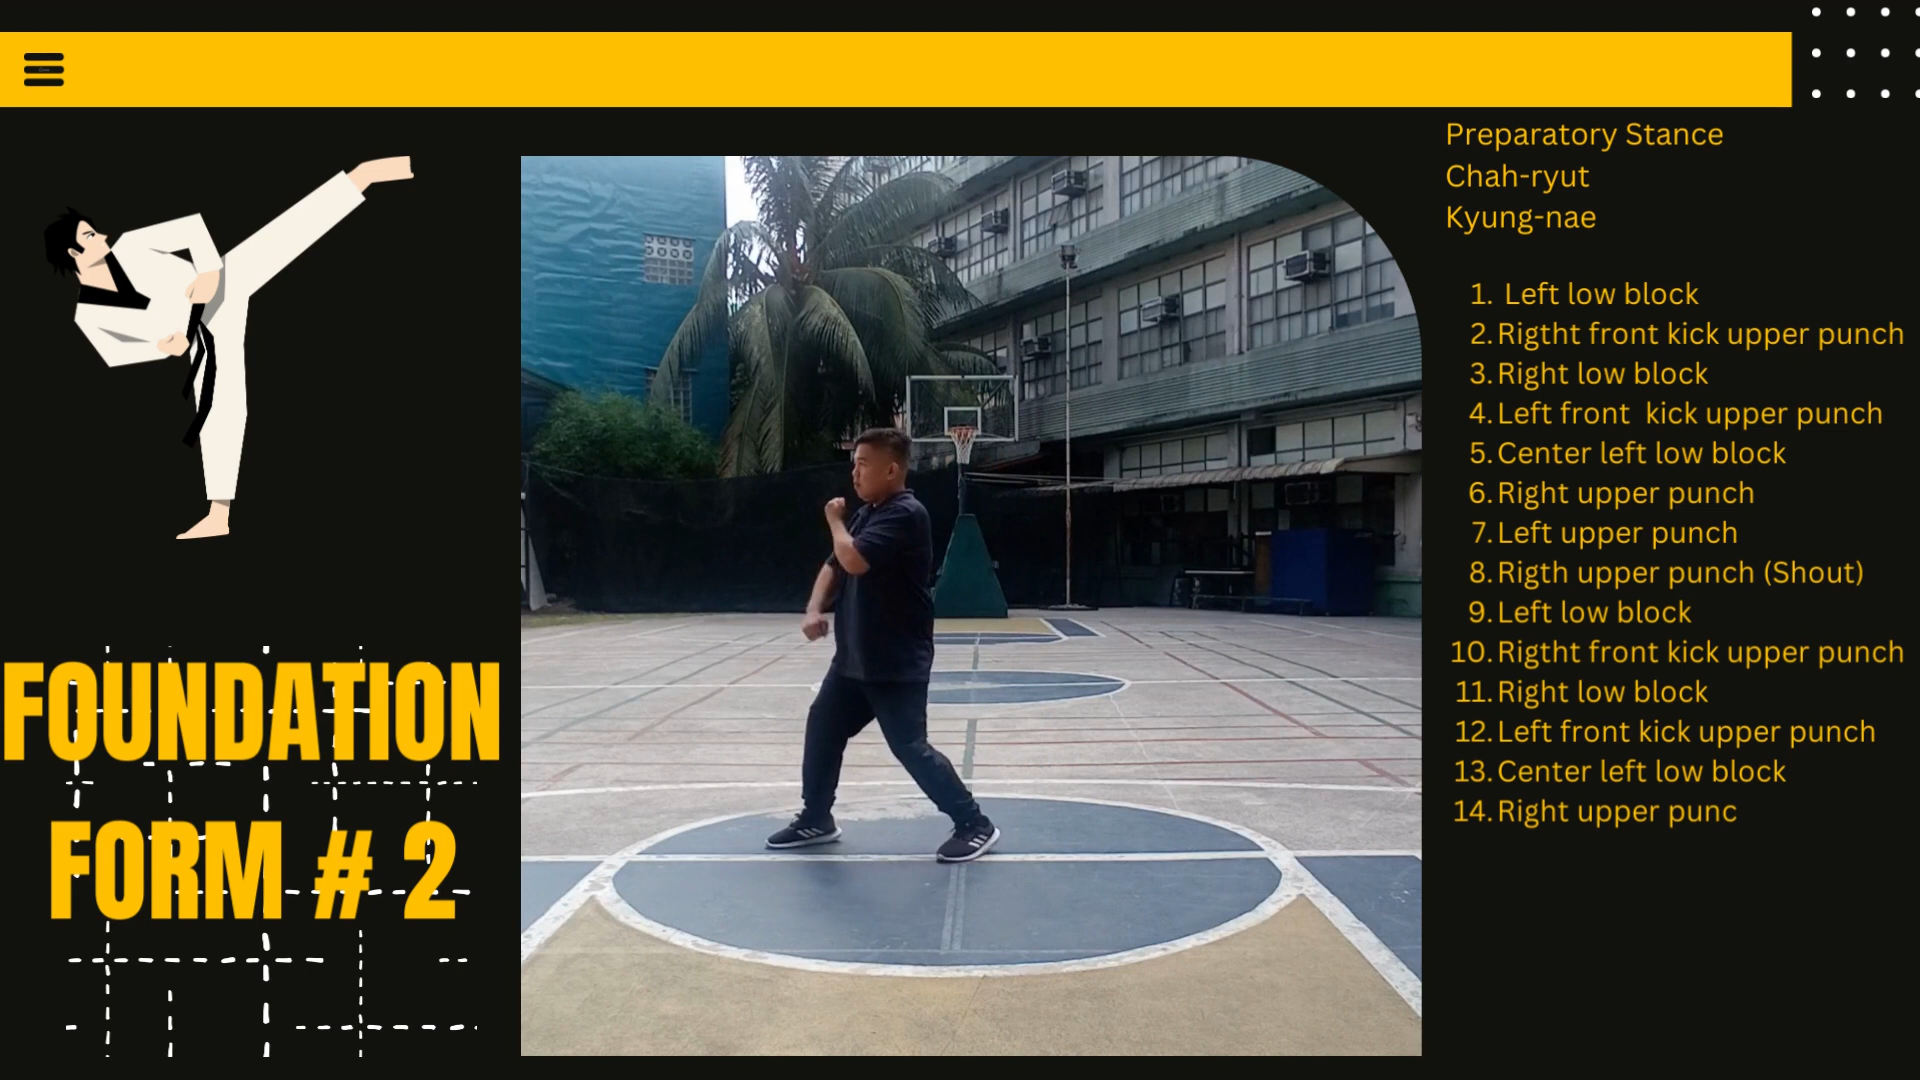 Preparatory Stance
Chah-ryut
Kyung-nae
1. Left low block
2. Rigtht front kick upper punch
3. Right low block
4. Left front  kick upper punch
5. Center left low block
6. Right upper punch
7. Left upper punch
8. Rigth upper punch (Shout)
9. Left low block
10. Rigtht front kick upper punch
11. Right low block
12. Left front kick upper punch
13. Center left low block
14. Right upper punc
FOUNDATION
FORM # 2